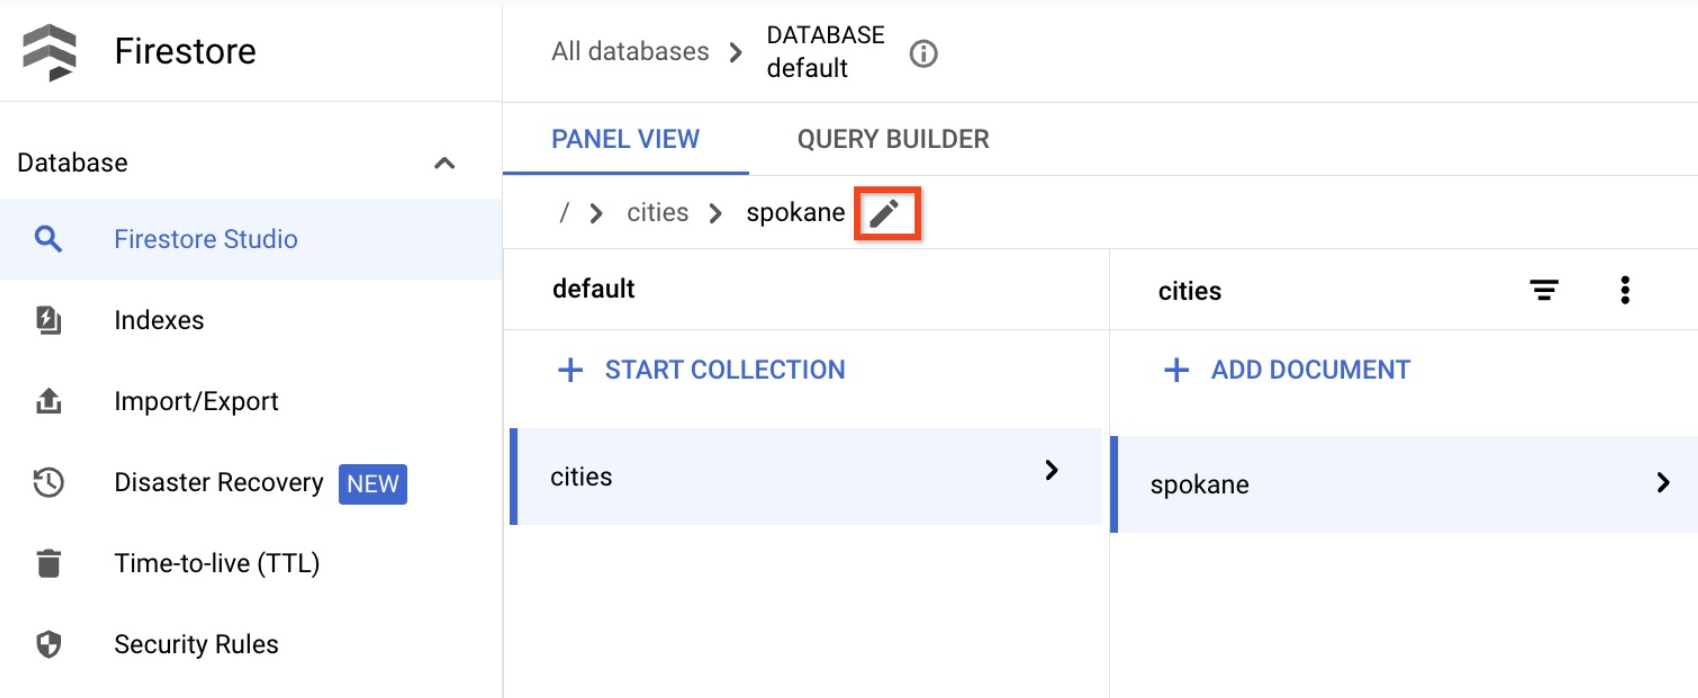 Firestore
Database
Firestore Studio
Indexes
Import/Export
Disaster Recovery NEW
Time-to-live (TTL)
Security Rules
All databases
DATABASE
default
PANEL VIEW
QUERY BUILDER
/ cities spokane
default
START COLLECTION
cities
cities
ADD DOCUMENT
spokane